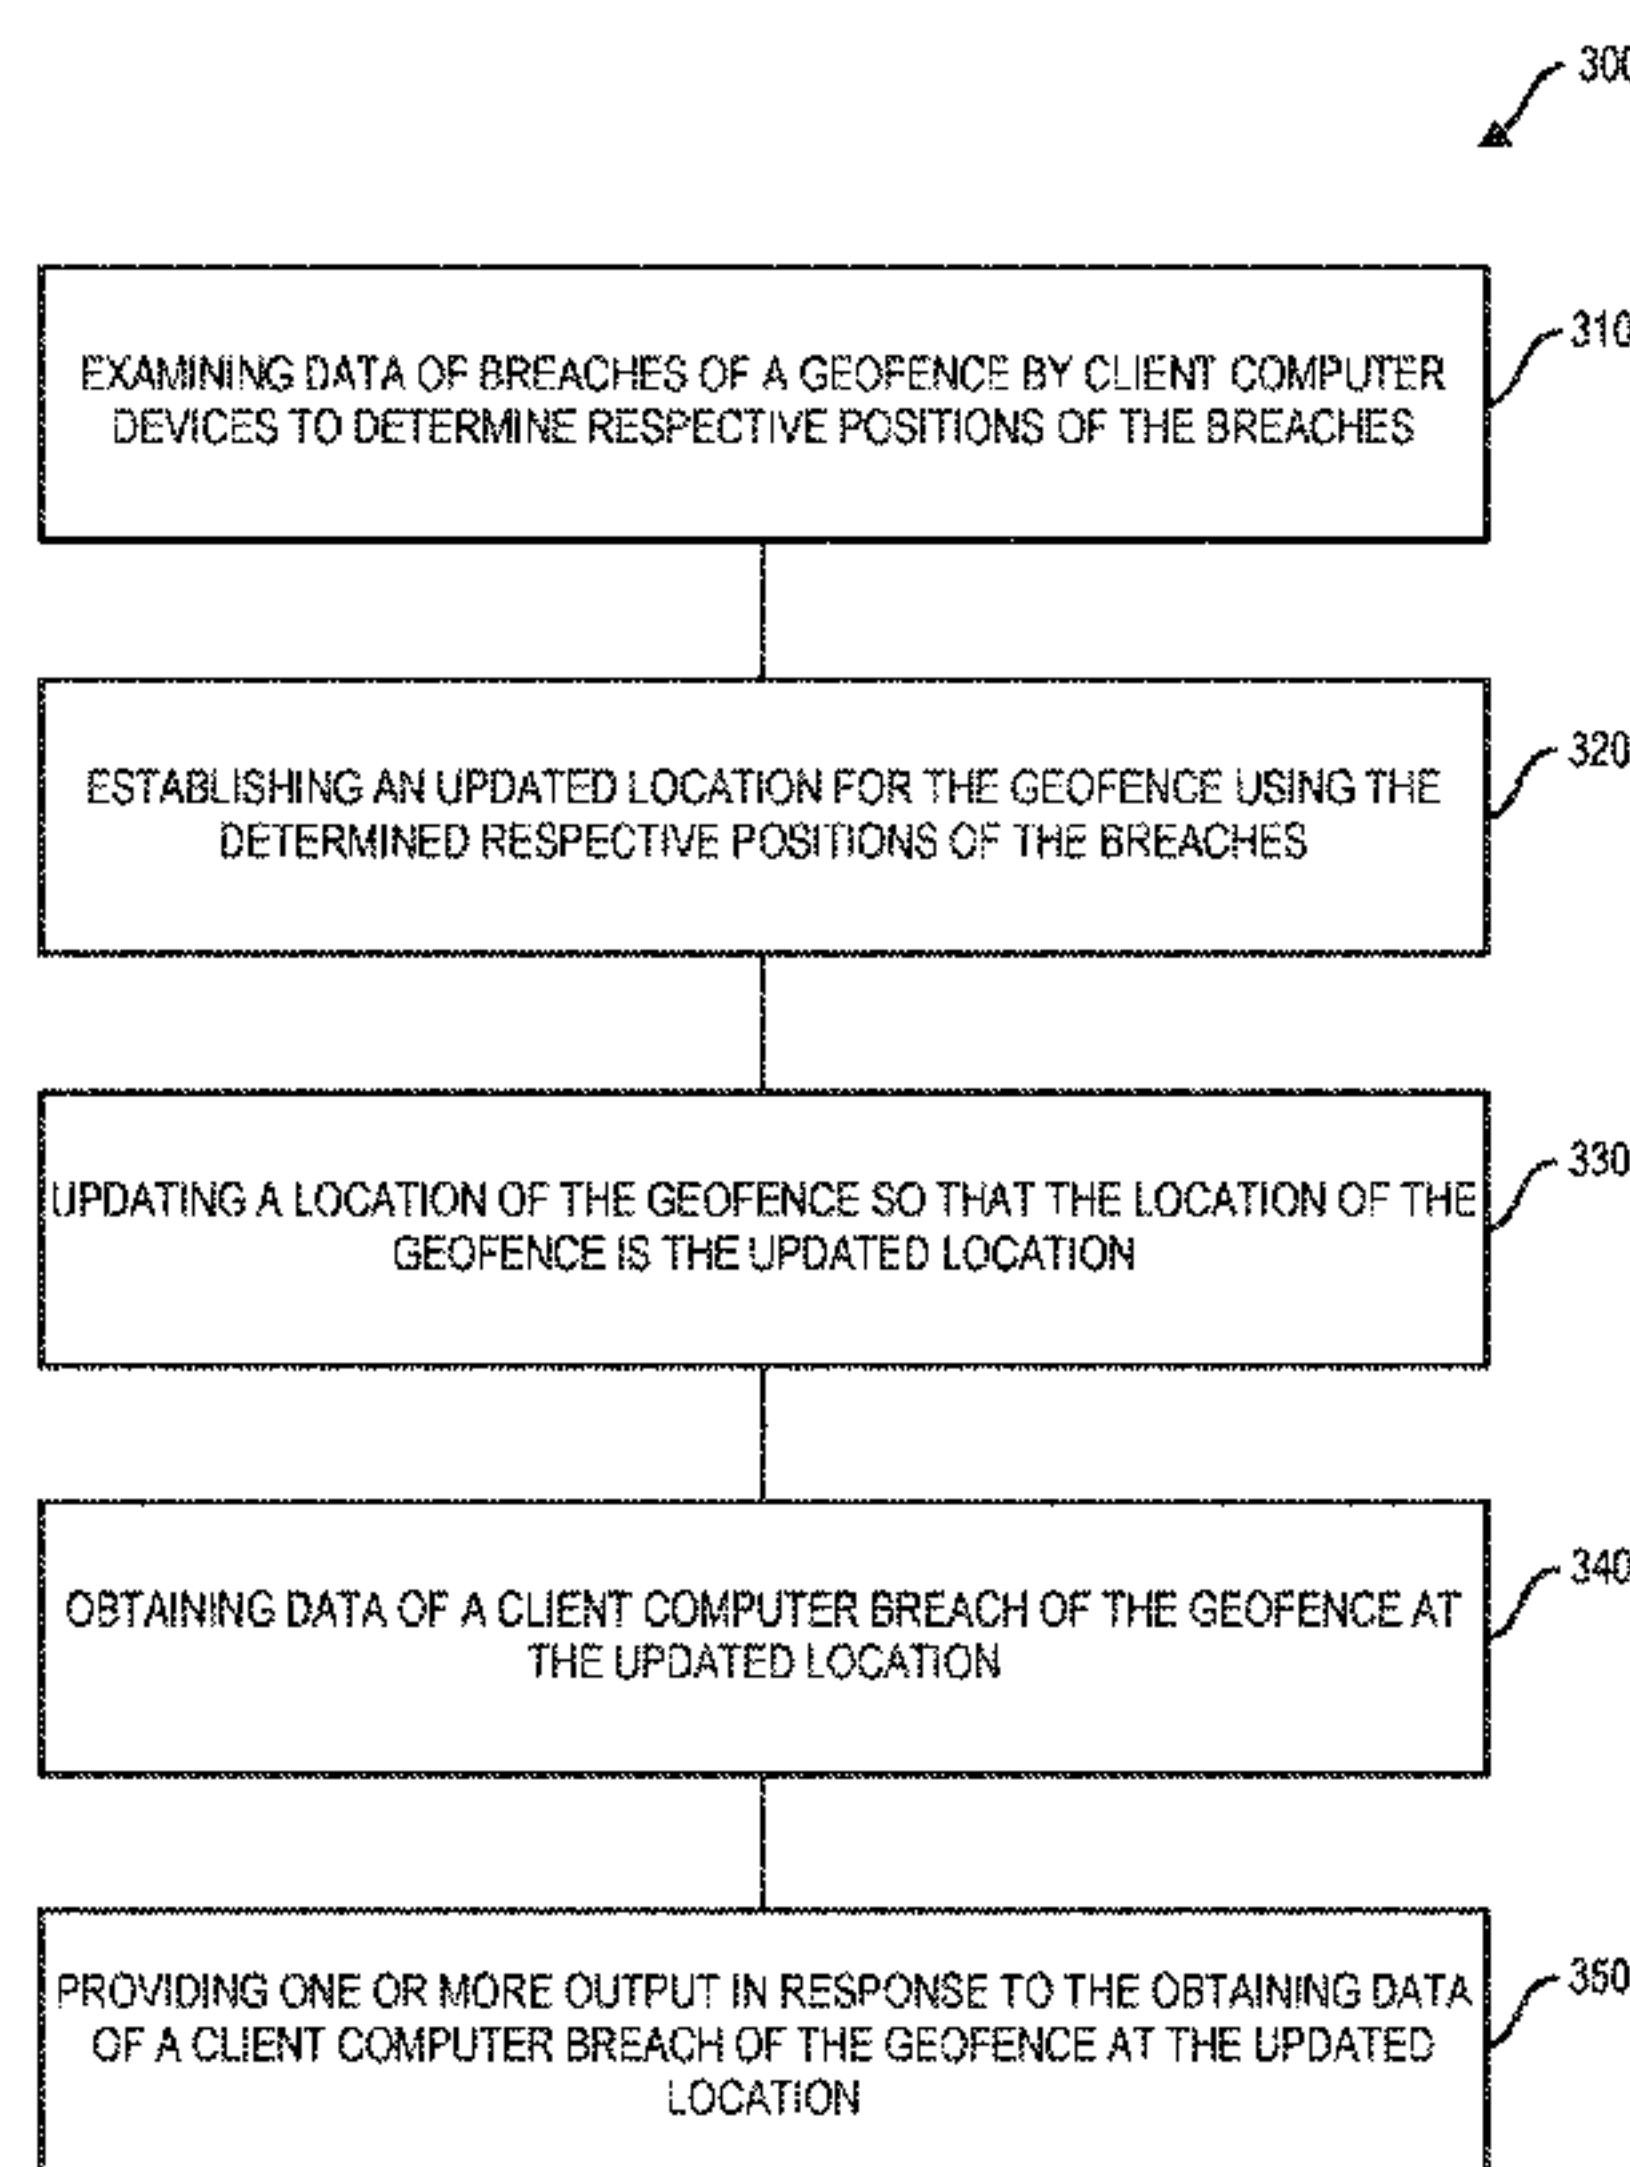 300
310
EXAMINING DATA OF BREACHES OF A GEOFENCE BY CLIENT COMPUTER
DEVICES TO DETERMINE RESPECTIVE POSITIONS OF THE BREACHES
320
ESTABLISHING AN UPDATED LOCATION FOR THE GEOFENCE USING THE
DETERMINED RESPECTIVE POSITIONS OF THE BREACHES
330
UPDATING A LOCATION OF THE GEOFENCE SO THAT THE LOCATION OF THE
GEOFENCE IS THE UPDATED LOCATION
340
OBTAINING DATA OF A CLIENT COMPUTER BREACH OF THE GEOFENCE AT
THE UPDATED LOCATION
350
PROVIDING ONE OR MORE OUTPUT IN RESPONSE TO THE OBTAINING DATA
OF A CLIENT COMPUTER BREACH OF THE GEOFENCE AT THE UPDATED
LOCATION